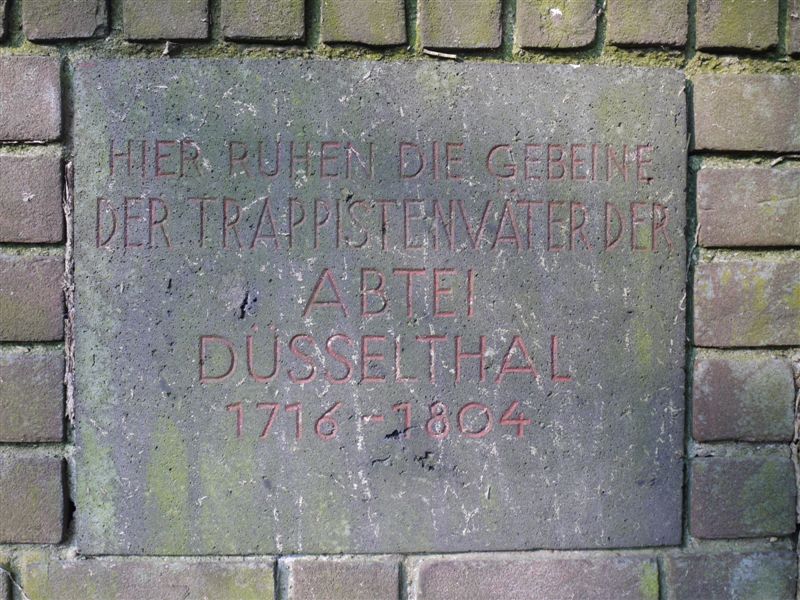 HIER RUHEN DIE GEBEINE
DER TRAPPISTENVÄTER DER
ABTEI
DÜSSELTHAL
1716-1804